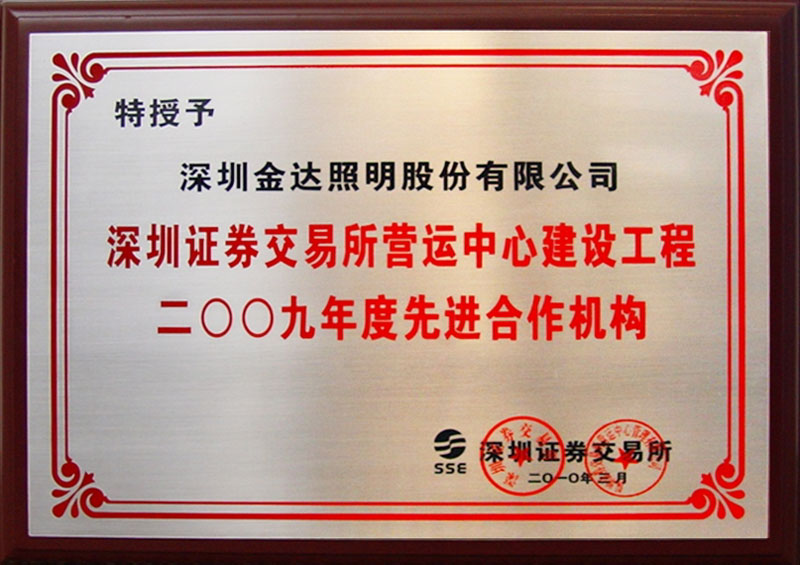 特授予
深圳金达照明股份有限公司
深圳证券交易所营运中心建设工程
二〇〇九年度先进合作机构
SSE
深圳证券交易所
二〇一〇年三月